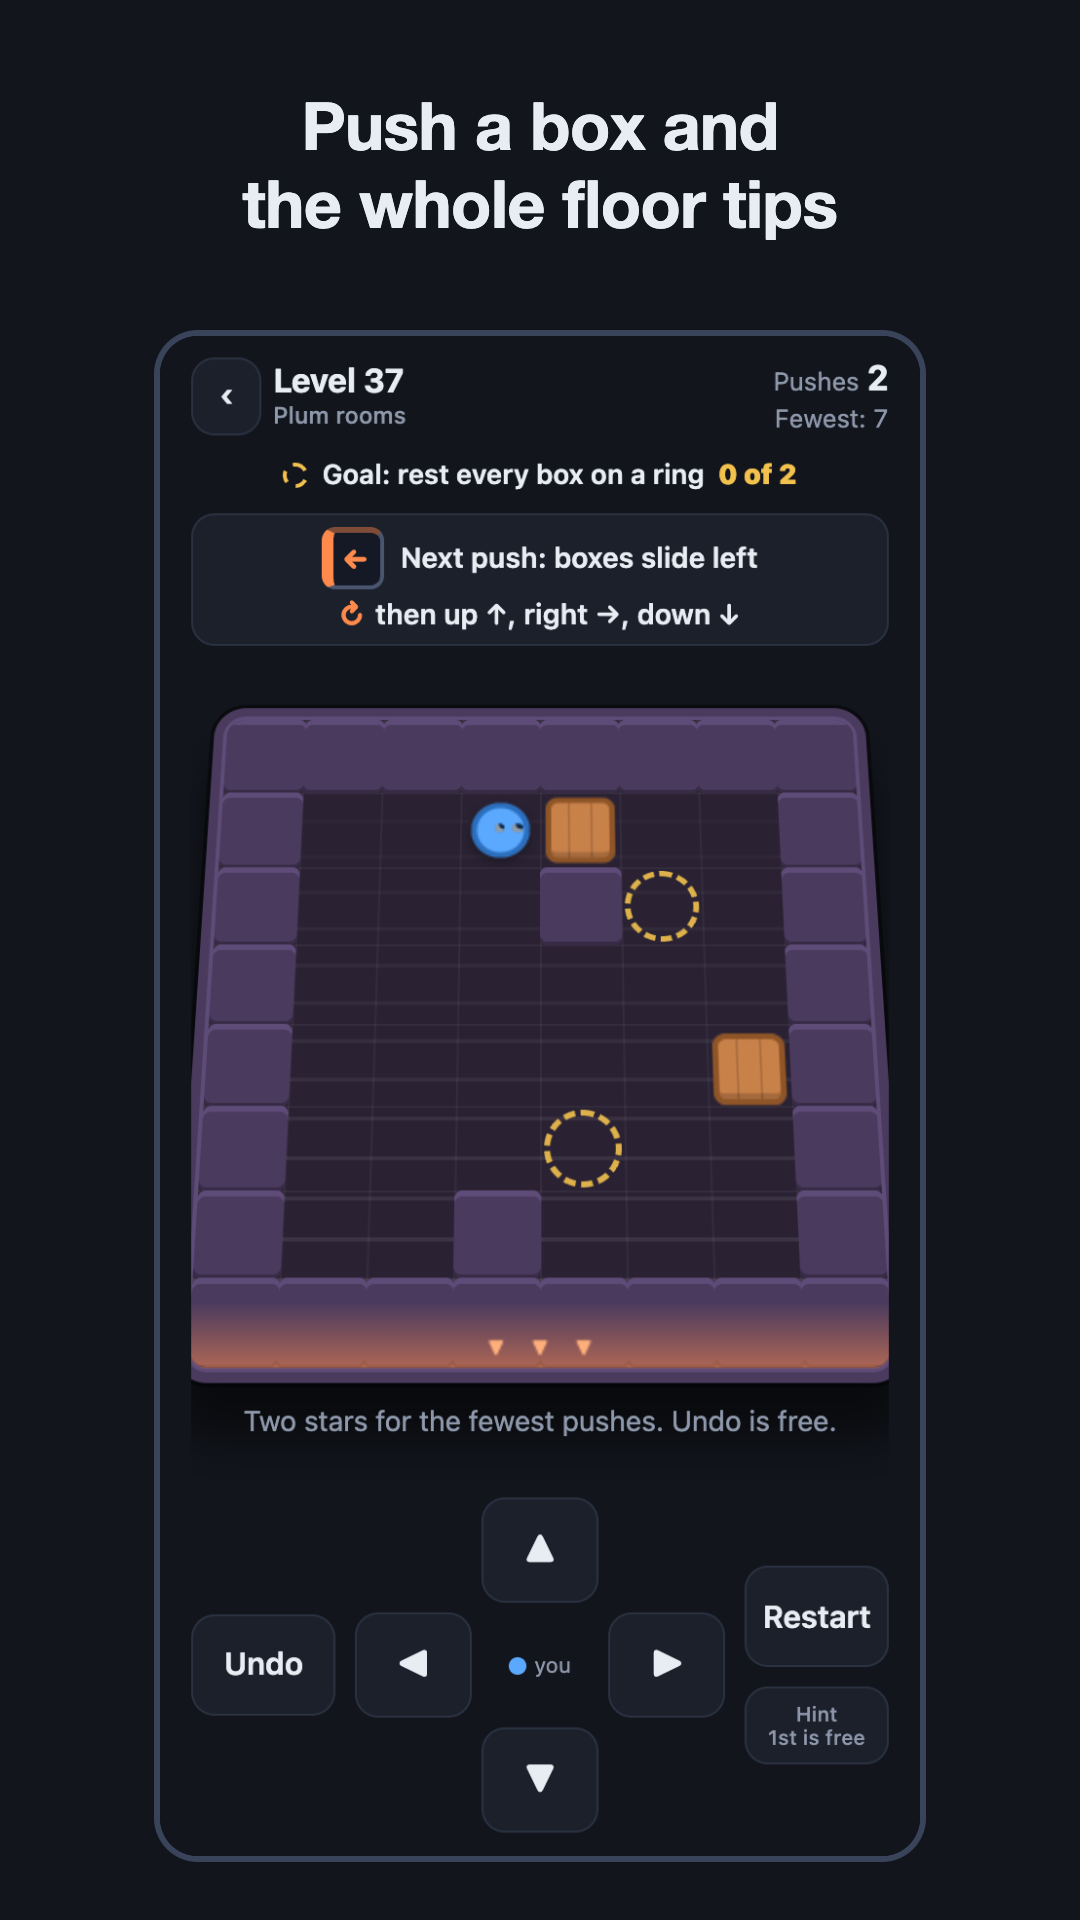 Push a box and
the whole floor tips
Level 37
Plum rooms
Pushes 2
Fewest: 7
Goal: rest every box on a ring 0 of 2
Next push: boxes slide left
then up ↑, right →, down ↓
Two stars for the fewest pushes. Undo is free.
Undo
you
Restart
Hint
1st is free